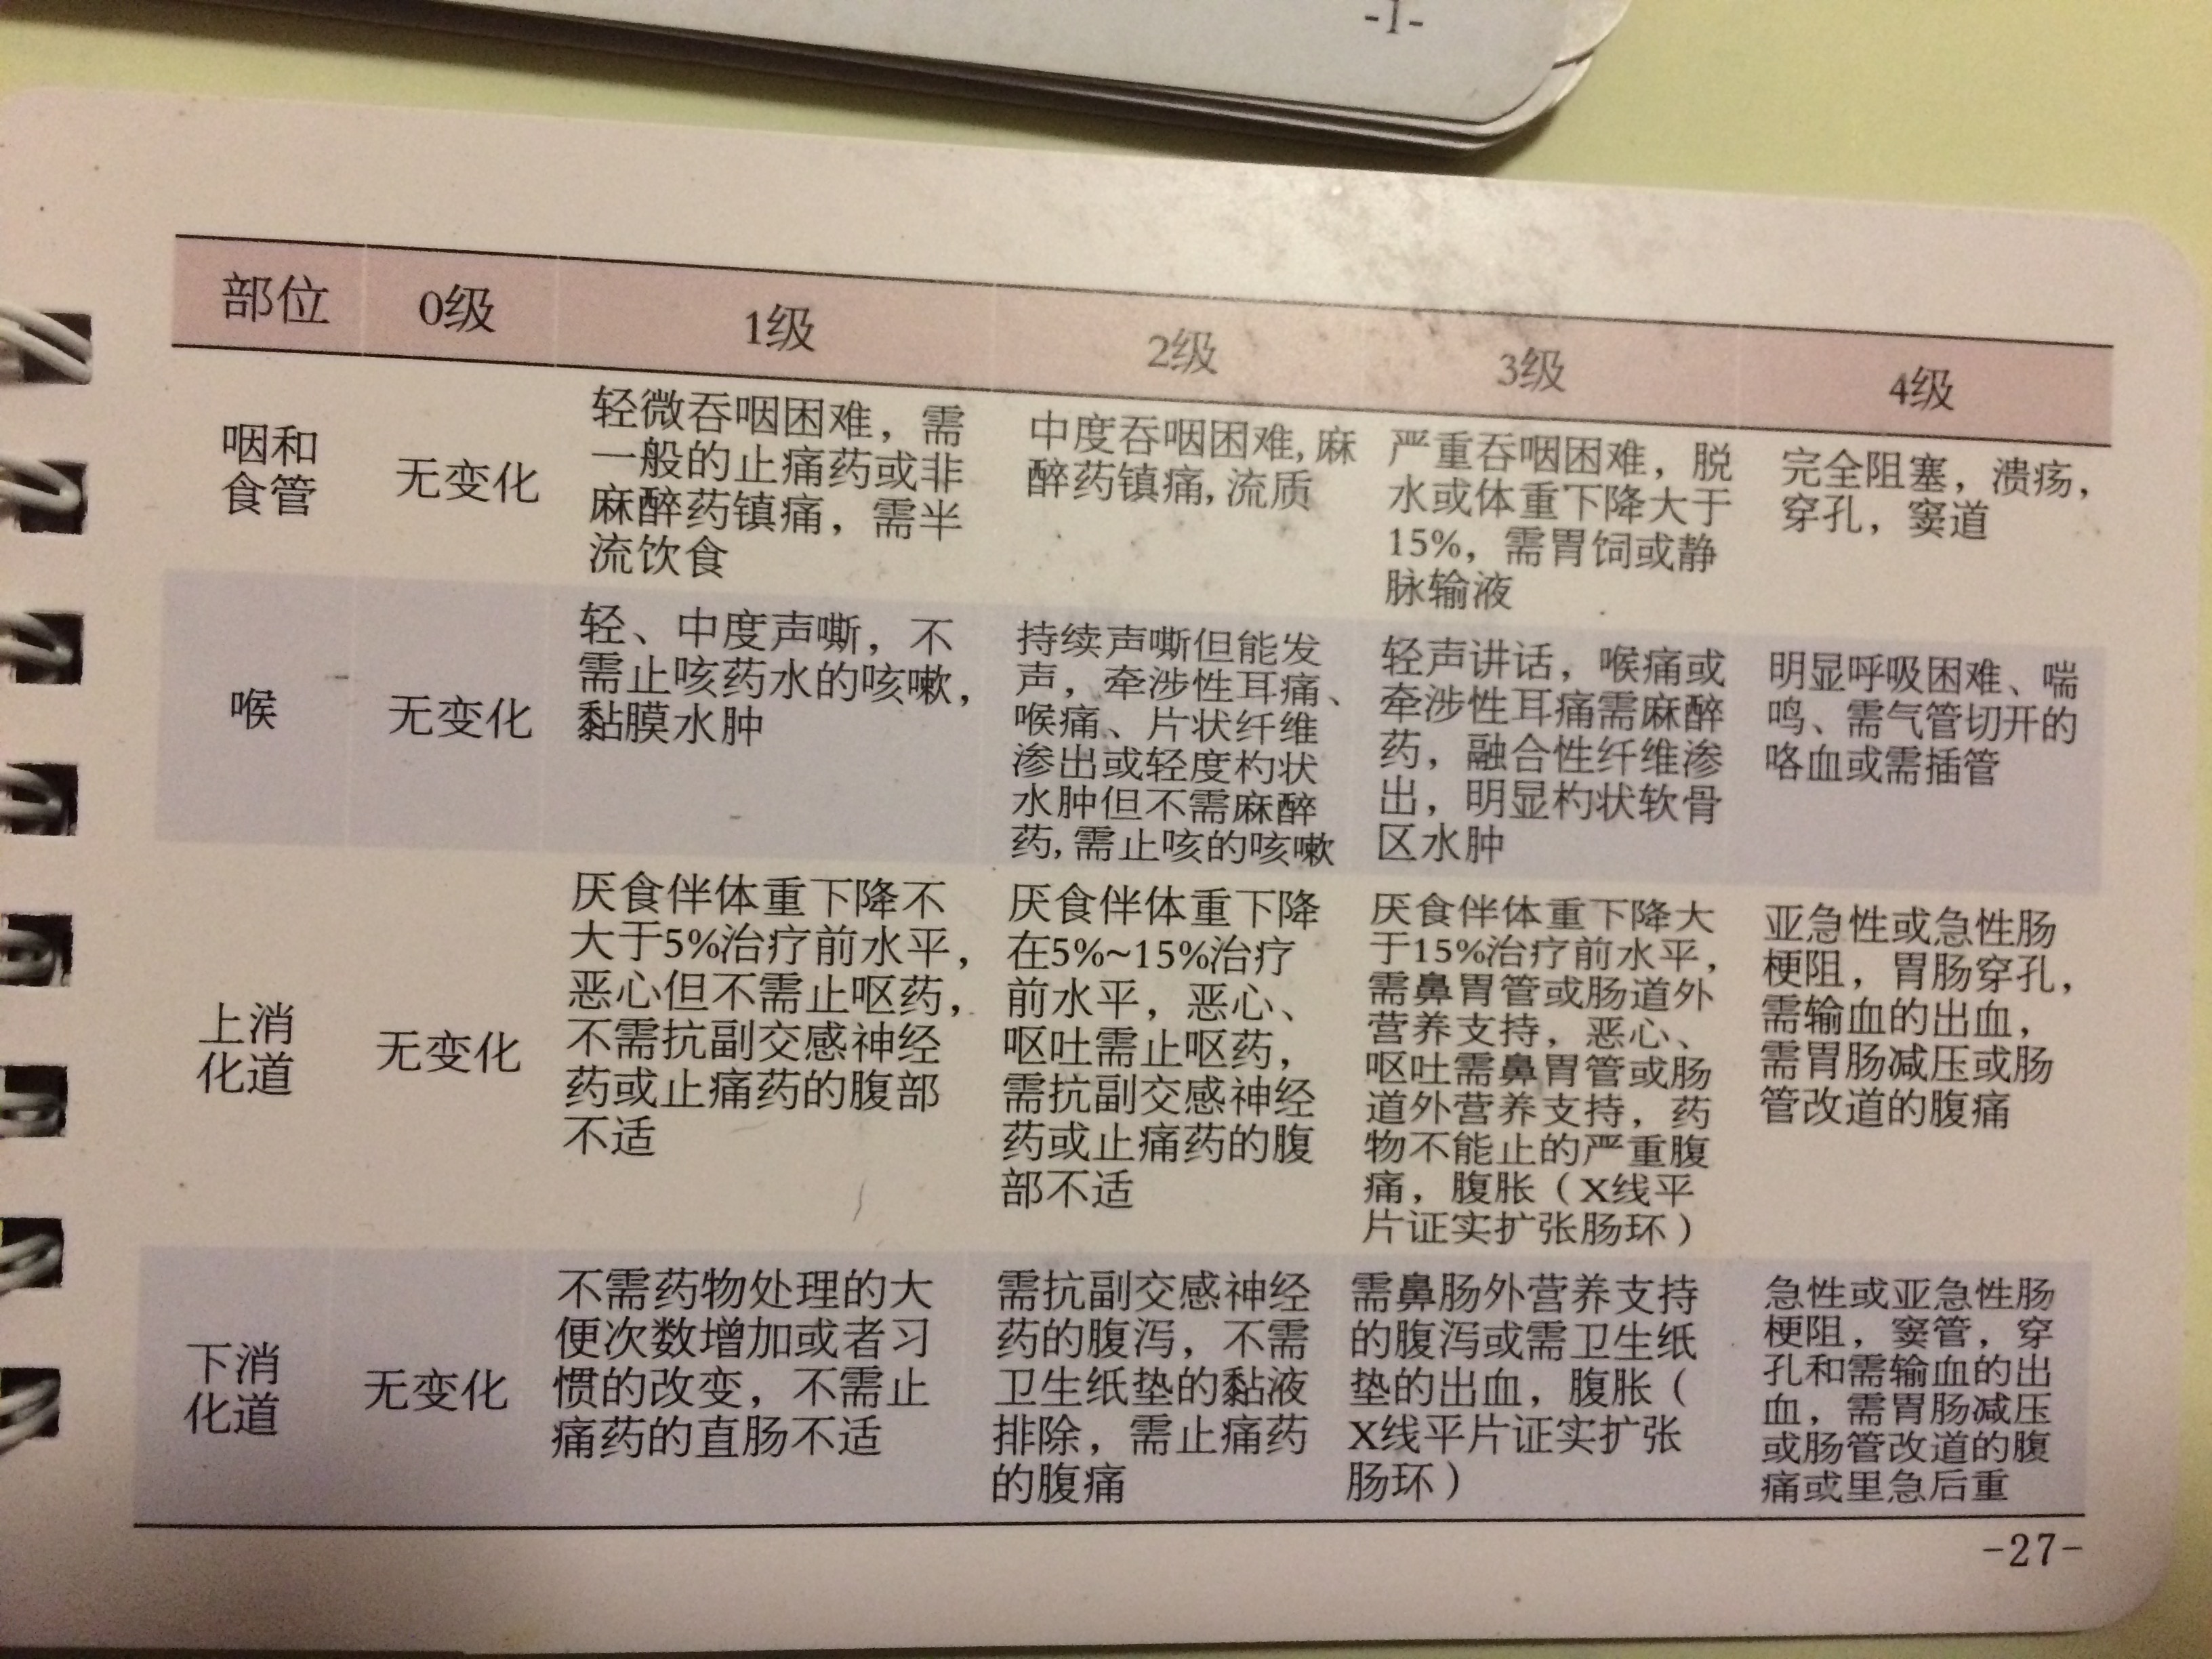 -1-
部位 0级 1级 2级 3级 4级
咽和
食管
无变化
轻微吞咽困难，需
一般的止痛药或非
麻醉药镇痛，需半
流饮食
中度吞咽困难,麻
醉药镇痛,流质
严重吞咽困难，脱
水或体重下降大于
15%，需胃饲或静
脉输液
完全阻塞，溃疡，
穿孔，窦道
喉
无变化
轻、中度声嘶，不
需止咳药水的咳嗽，
黏膜水肿
持续声嘶但能发
声，牵涉性耳痛、
喉痛、片状纤维
渗出或轻度杓状
水肿但不需麻醉
药,需止咳的咳嗽
轻声讲话，喉痛或
牵涉性耳痛需麻醉
药，融合性纤维渗
出，明显杓状软骨
区水肿
明显呼吸困难、喘
鸣、需气管切开的
咯血或需插管
上消
化道
无变化
厌食伴体重下降不
大于5%治疗前水平，
恶心但不需止呕药，
不需抗副交感神经
药或止痛药的腹部
不适
厌食伴体重下降
在5%~15%治疗
前水平，恶心、
呕吐需止呕药，
需抗副交感神经
药或止痛药的腹
部不适
厌食伴体重下降大
于15%治疗前水平，
需鼻胃管或肠道外
营养支持，恶心、
呕吐需鼻胃管或肠
道外营养支持，药
物不能止的严重腹
痛，腹胀（X线平
片证实扩张肠环）
亚急性或急性肠
梗阻，胃肠穿孔，
需输血的出血，
需胃肠减压或肠
管改道的腹痛
下消
化道
无变化
不需药物处理的大
便次数增加或者习
惯的改变，不需止
痛药的直肠不适
需抗副交感神经
药的腹泻，不需
卫生纸垫的黏液
排除，需止痛药
的腹痛
需鼻肠外营养支持
的腹泻或需卫生纸
垫的出血，腹胀（
X线平片证实扩张
肠环）
急性或亚急性肠
梗阻，窦管，穿
孔和需输血的出
血，需胃肠减压
或肠管改道的腹
痛或里急后重
-27-